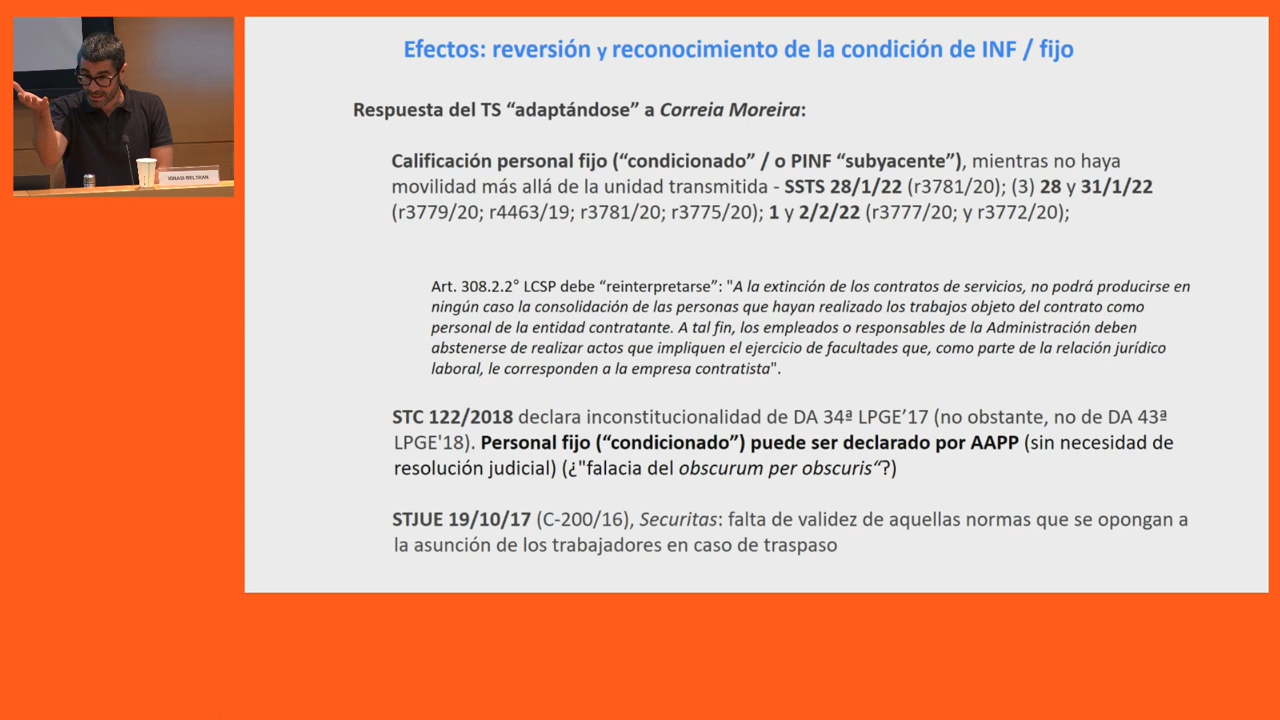 Efectos: reversión y reconocimiento de la condición de INF / fijo
Respuesta del TS “adaptándose” a Correia Moreira:
Calificación personal fijo (“condicionado” / o PINF “subyacente”), mientras no haya
movilidad más allá de la unidad transmitida - SSTS 28/1/22 (r3781/20); (3) 28 y 31/1/22
(r3779/20; r4463/19; r3781/20; r3775/20); 1 y 2/2/22 (r3777/20; y r3772/20);
Art. 308.2.2° LCSP debe “reinterpretarse”: "A la extinción de los contratos de servicios, no podrá producirse en
ningún caso la consolidación de las personas que hayan realizado los trabajos objeto del contrato como
personal de la entidad contratante. A tal fin, los empleados o responsables de la Administración deben
abstenerse de realizar actos que impliquen el ejercicio de facultades que, como parte de la relación jurídico
laboral, le corresponden a la empresa contratista".
STC 122/2018 declara inconstitucionalidad de DA 34ª LPGE’17 (no obstante, no de DA 43ª
LPGE'18). Personal fijo (“condicionado”) puede ser declarado por AAPP (sin necesidad de
resolución judicial) (¿"falacia del obscurum per obscuris“?)
STJUE 19/10/17 (C-200/16), Securitas: falta de validez de aquellas normas que se opongan a
la asunción de los trabajadores en caso de traspaso
IGNASI BELTRAN